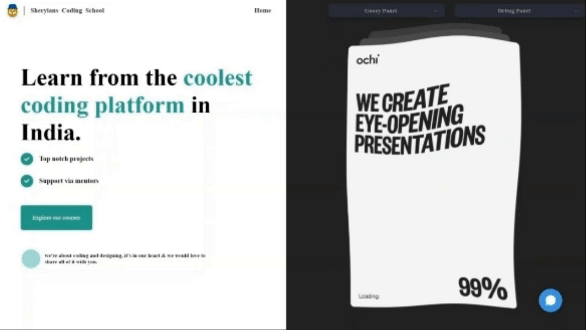 Sheryians Coding School
Home
Learn from the coolest
coding platform in
India.
Top notch projects
Support via mentors
Explore our courses
we're about coding and designing, it's in our heart & we would love to
share all of it with you.
Debug Panel
ochi
WE CREATE
EYE-OPENING
PRESENTATIONS
Loading
99%